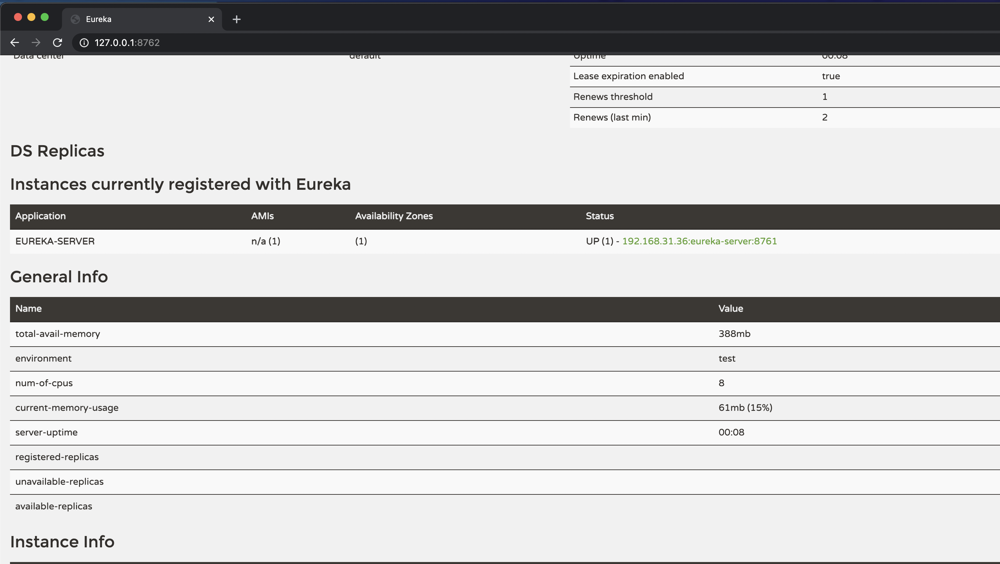 Eureka
127.0.0.1:8762
Data center default Uptime 00:08
Lease expiration enabled true
Renews threshold 1
Renews (last min) 2
DS Replicas
Instances currently registered with Eureka
Application AMIs Availability Zones Status
EUREKA-SERVER n/a (1) (1) UP (1) - 192.168.31.36:eureka-server:8761
General Info
Name Value
total-avail-memory 388mb
environment test
num-of-cpus 8
current-memory-usage 61mb (15%)
server-uptime 00:08
registered-replicas
unavailable-replicas
available-replicas
Instance Info